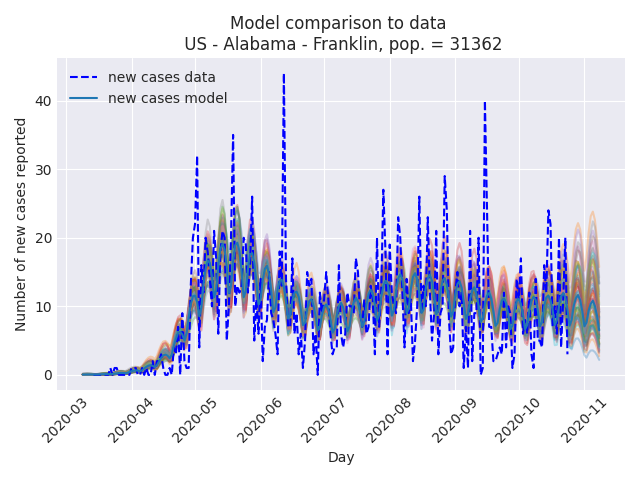 Model comparison to data
US - Alabama - Franklin, pop. = 31362
new cases data
new cases model
Number of new cases reported
40
30
20
10
0
2020-03
2020-04
2020-05
2020-06
2020-07
2020-08
2020-09
2020-10
2020-11
Day